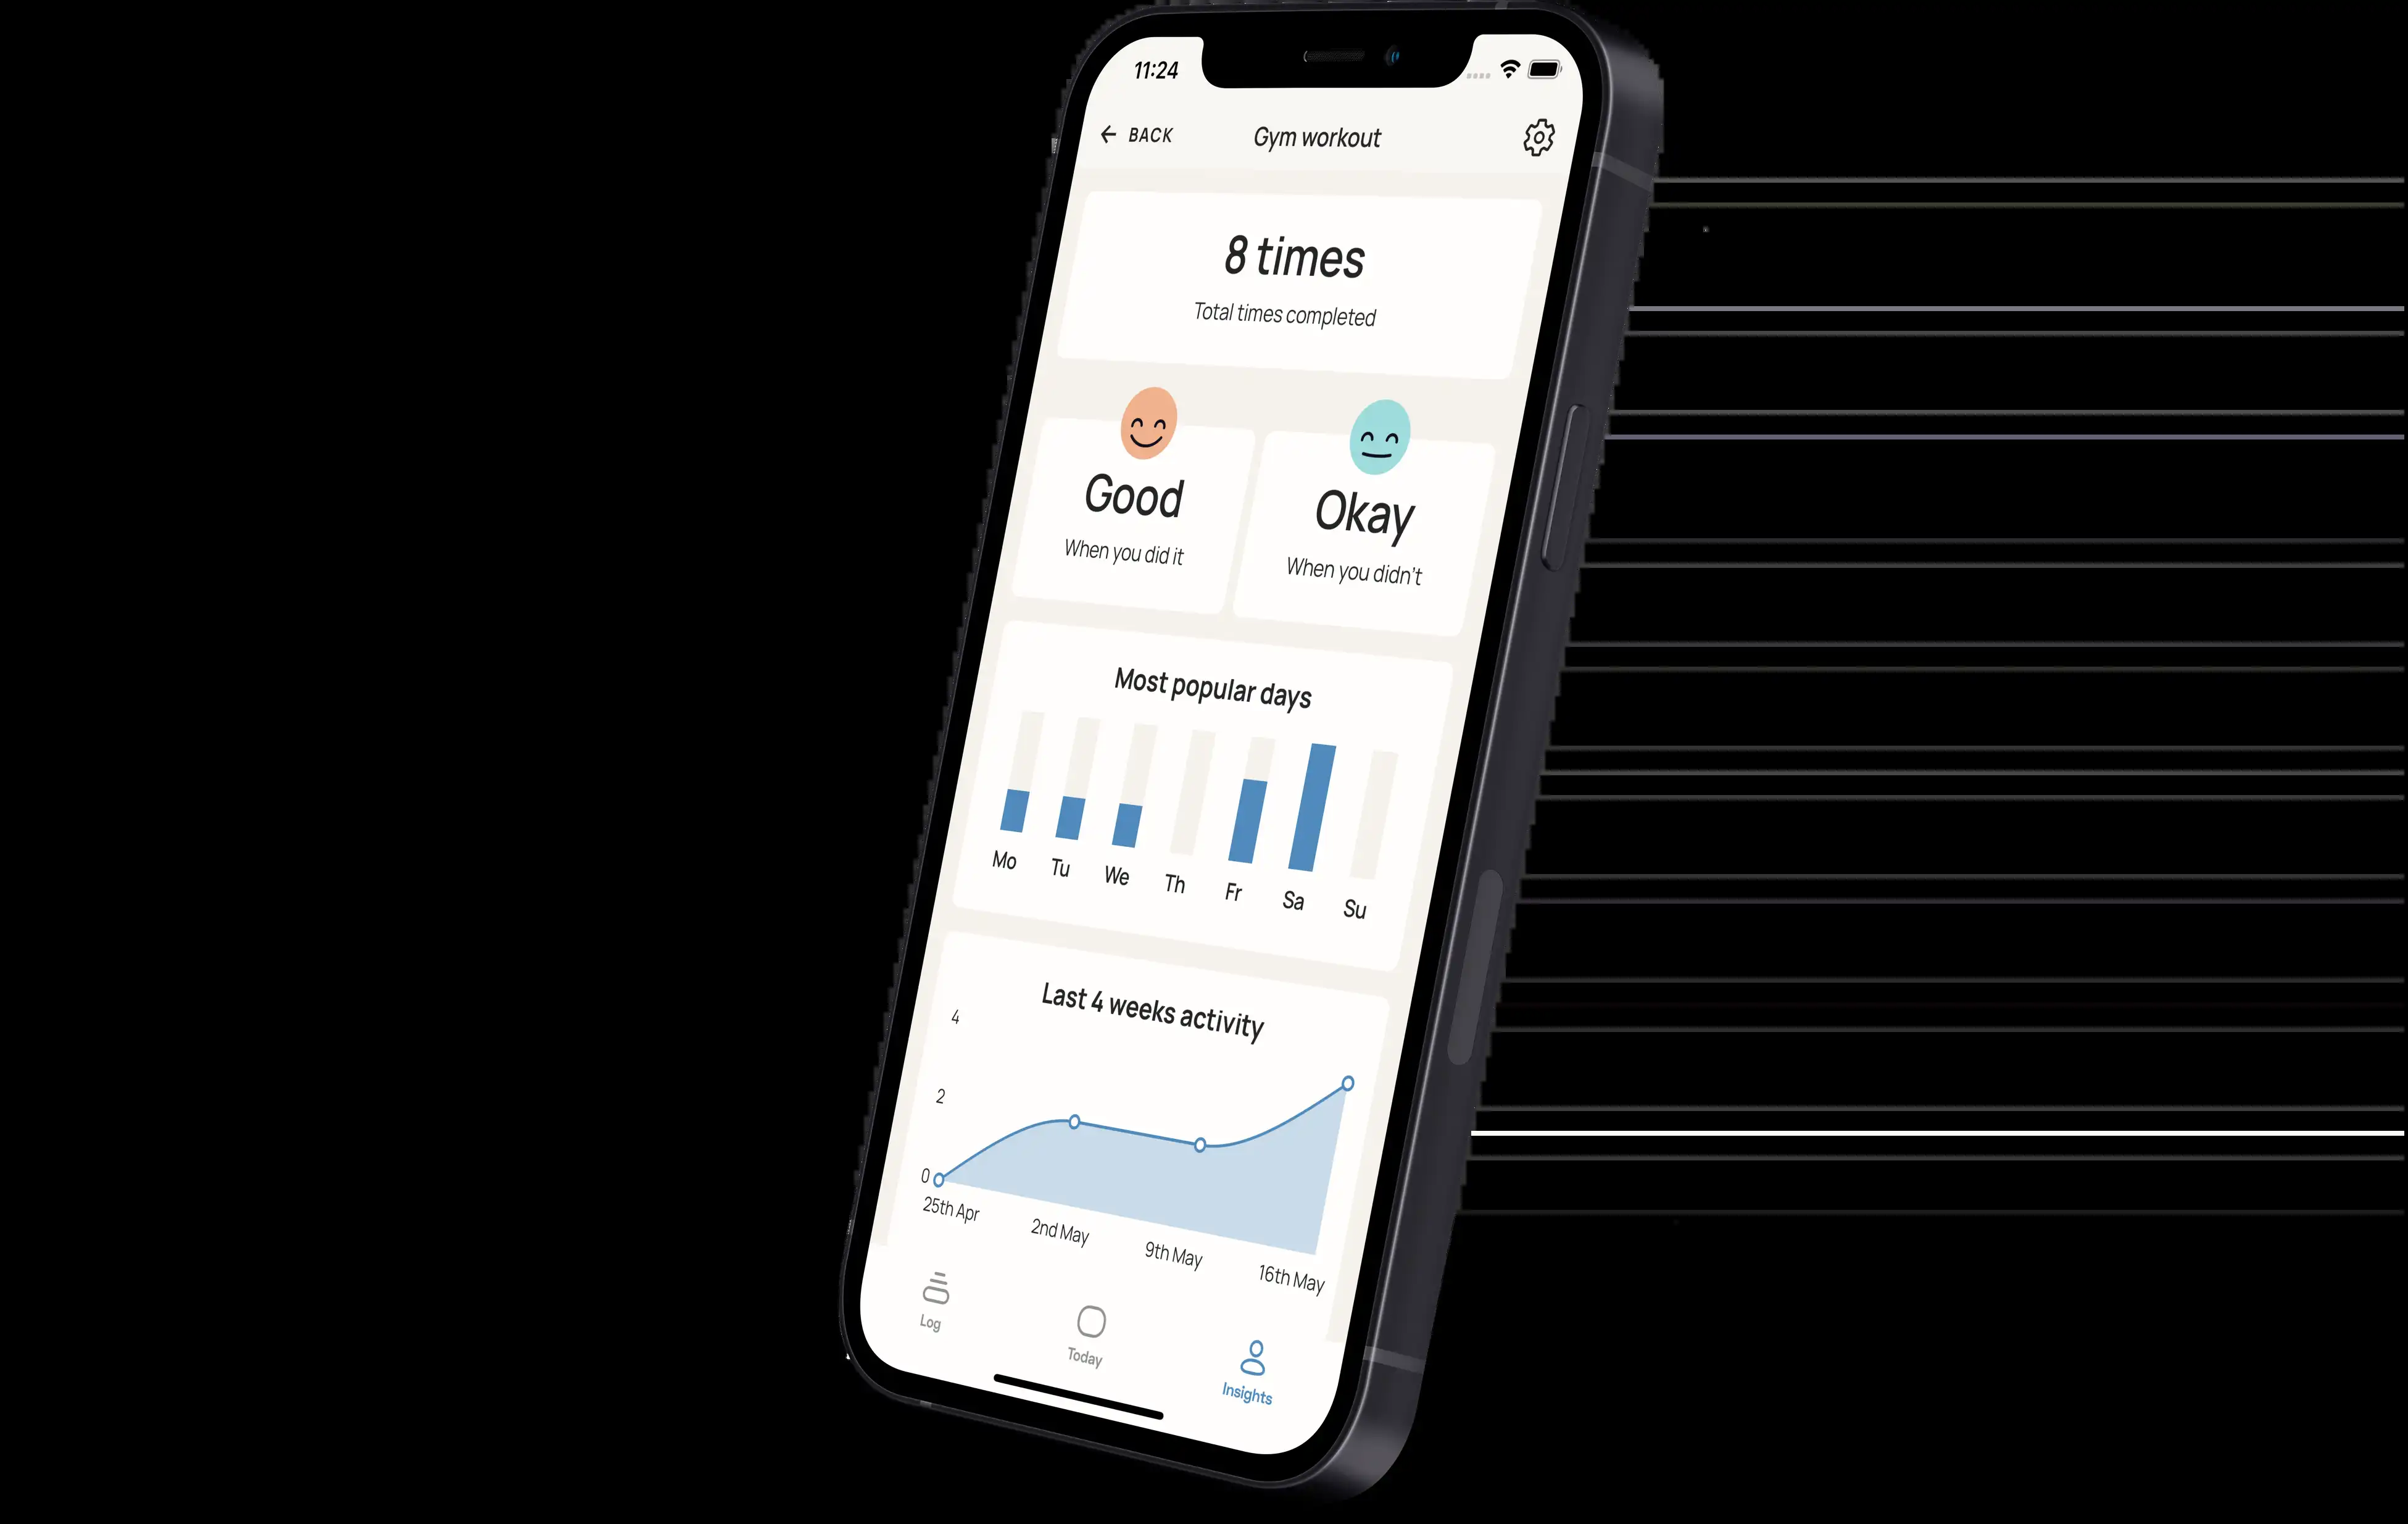 11:24
BACK
Gym workout
8 times
Total times completed
Good
When you did it
Okay
When you didn't
Most popular days
Mo Tu We Th Fr Sa Su
Last 4 weeks activity
4
2
0
25th Apr 2nd May 9th May 16th May
Log Today Insights